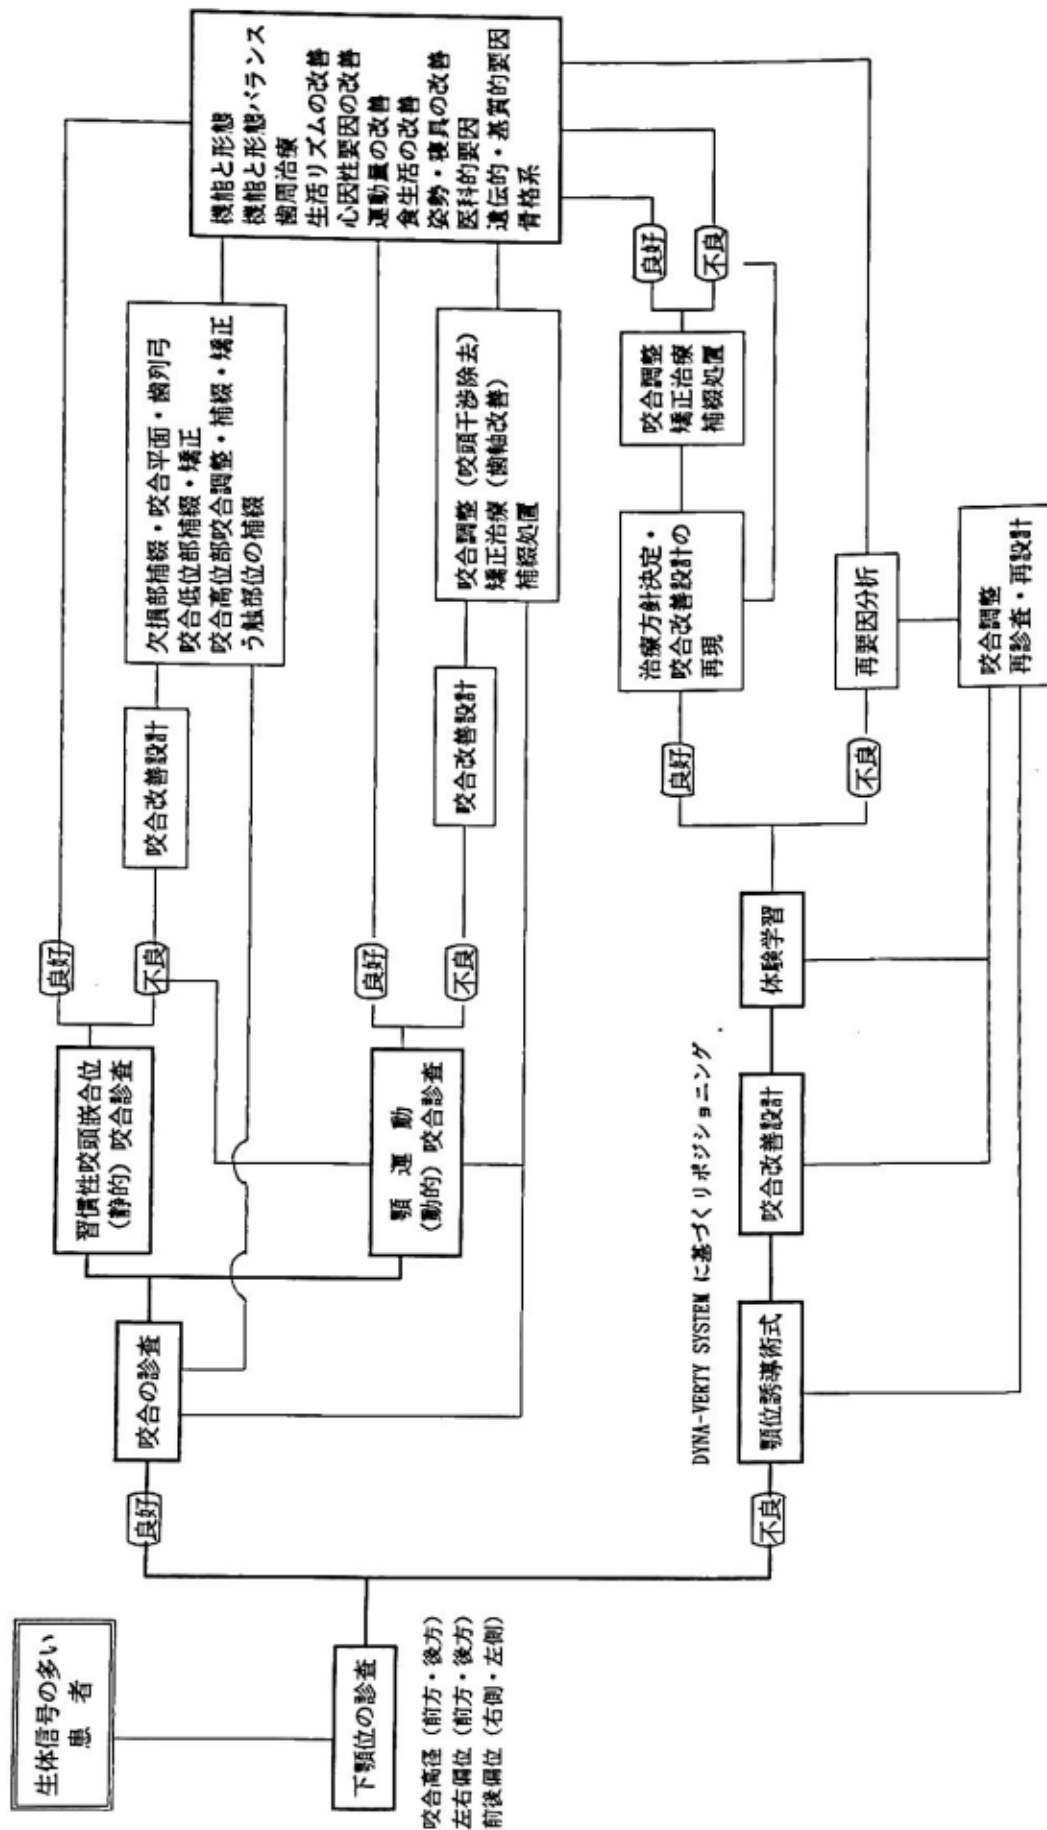 生体信号の多い
患者
下顎位の診査
咬合高径（前方・後方）
左右偏位（前方・後方）
前後偏位（右側・左側）
良好
咬合の診査
習慣性咬頭嵌合位
（静的）咬合診査
良好
不良
咬合改善設計
欠損部補綴・咬合平面・歯列弓
咬合低位部補綴・矯正
咬合高位部咬合調整・補綴・矯正
う触部位の補綴
顎運動
（動的）咬合診査
良好
不良
咬合改善設計
咬合調整（咬頭干渉除去）
矯正治療（歯軸改善）
補綴処置
機能と形態
機能と形態バランス
歯周治療
生活リズムの改善
心因性要因の改善
運動量の改善
食生活の改善
姿勢・寝具の改善
医科的要因
遺伝的・基質的要因
骨格系
不良
DYNA-VERTY SYSTEM に基づくリポジショニング
顎位誘導術式
咬合改善設計
体験学習
良好
不良
治療方針決定・
咬合改善設計の
再現
咬合調整
矯正治療
補綴処置
良好
不良
再要因分析
咬合調整
再診査・再設計